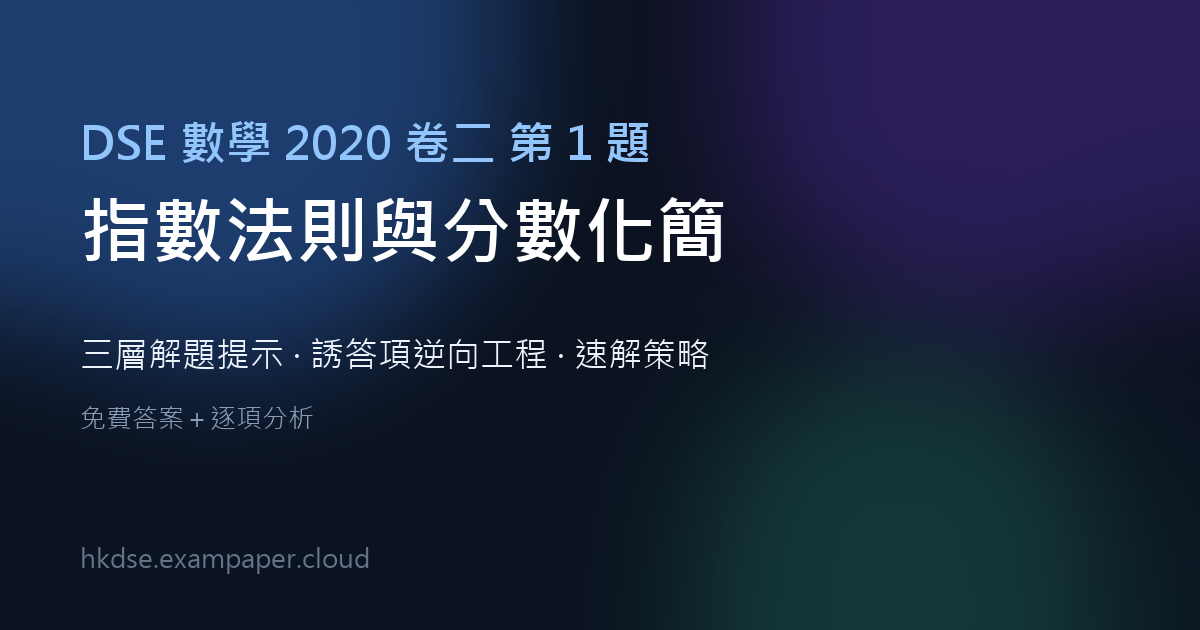 DSE 數學 2020 卷二 第 1 題
指數法則與分數化簡
三層解題提示 · 誘答項逆向工程 · 速解策略
免費答案 + 逐項分析
hkdse.exampaper.cloud